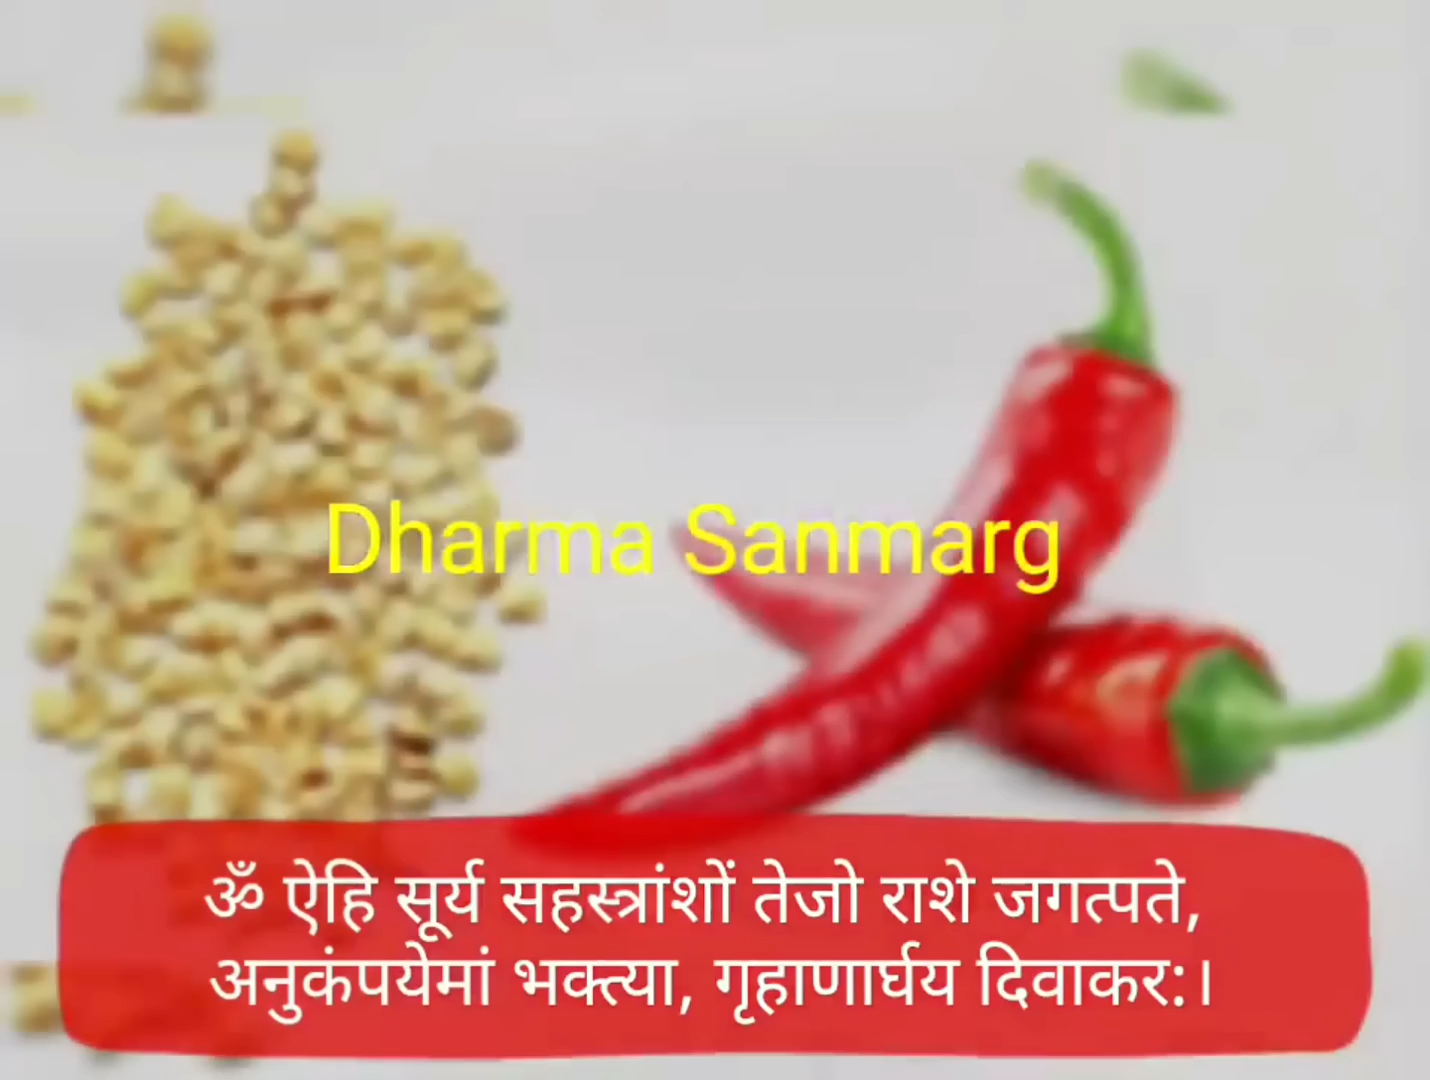 Dharma Sanmarg
ॐ ऐहि सूर्य सहस्त्रांशों तेजो राशे जगत्पते,
अनुकंपयेमां भक्त्या, गृहाणार्घय दिवाकर:।